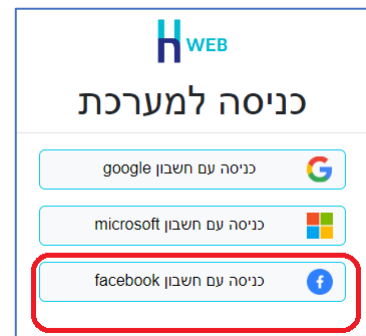 H WEB
כניסה למערכת
כניסה עם חשבון google
כניסה עם חשבון microsoft
כניסה עם חשבון facebook